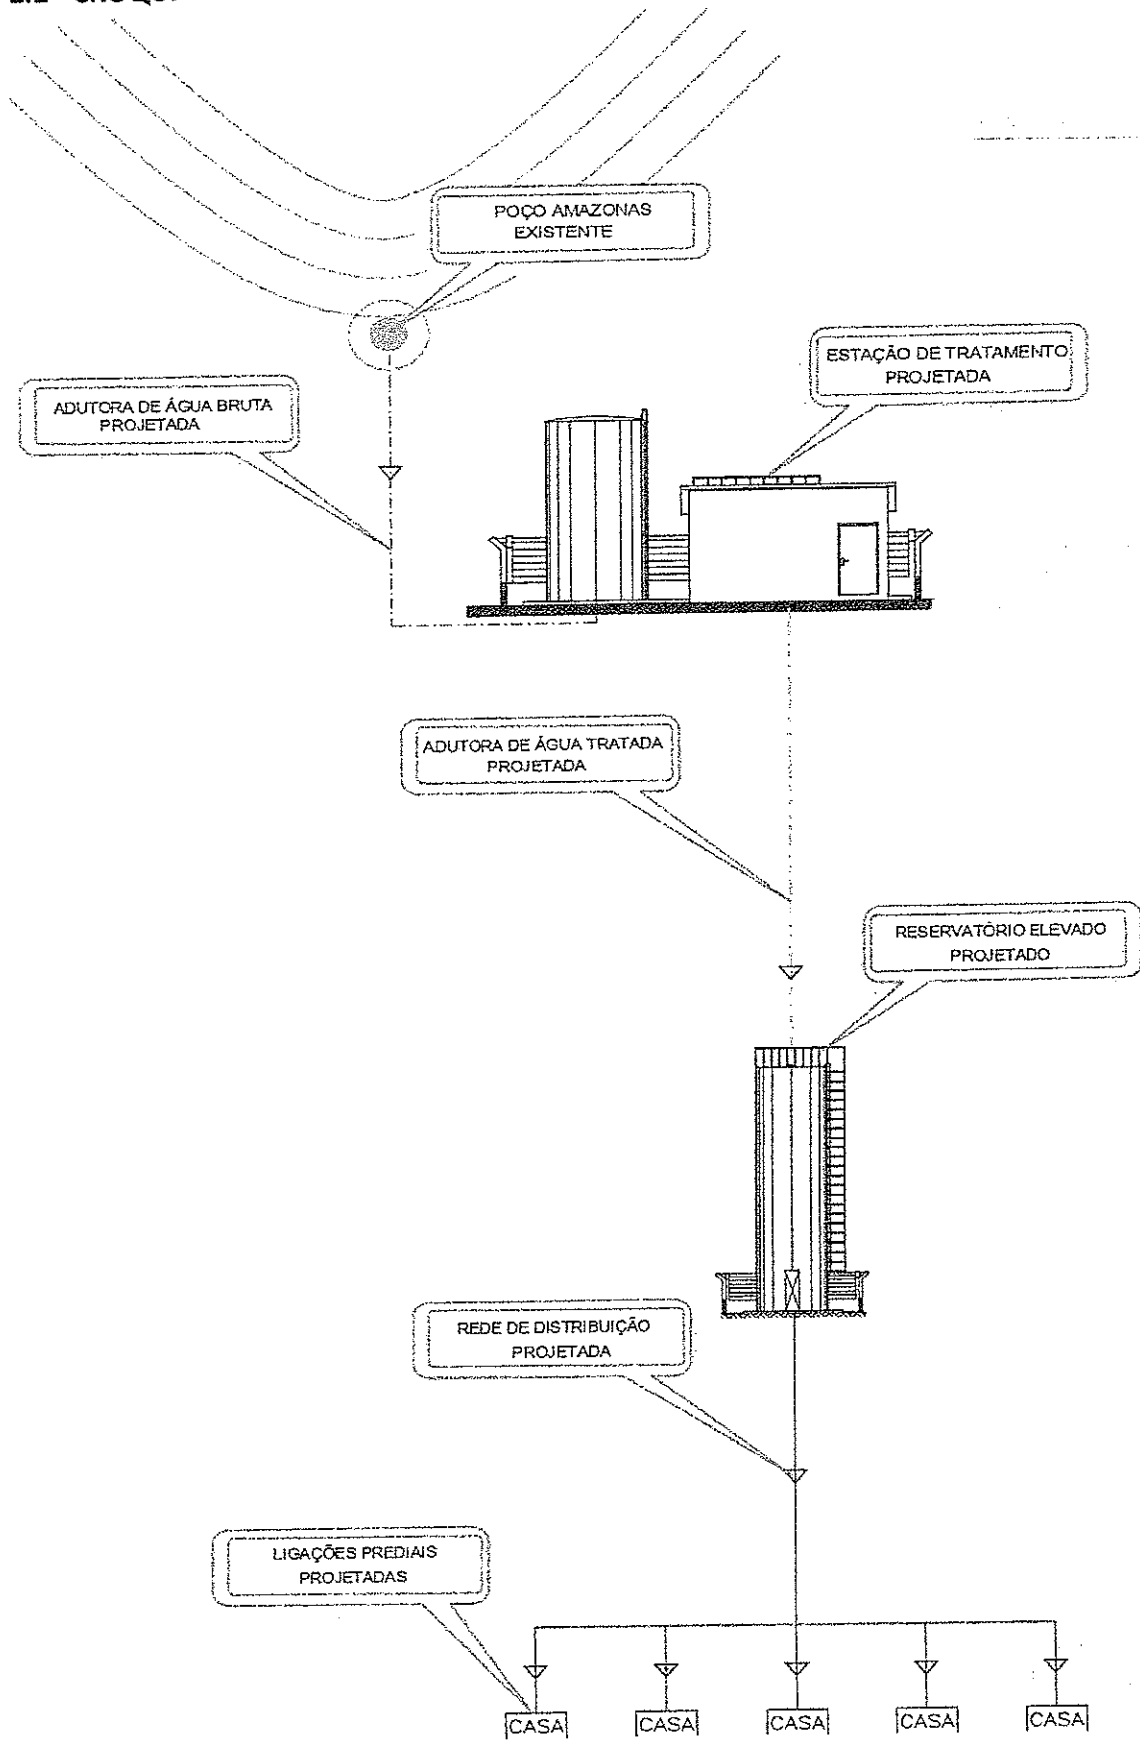 POÇO AMAZONAS
EXISTENTE
ESTAÇÃO DE TRATAMENTO
PROJETADA
ADUTORA DE ÁGUA BRUTA
PROJETADA
ADUTORA DE ÁGUA TRATADA
PROJETADA
RESERVATÓRIO ELEVADO
PROJETADO
REDE DE DISTRIBUIÇÃO
PROJETADA
LIGAÇÕES PREDIAIS
PROJETADAS
CASA CASA CASA CASA CASA